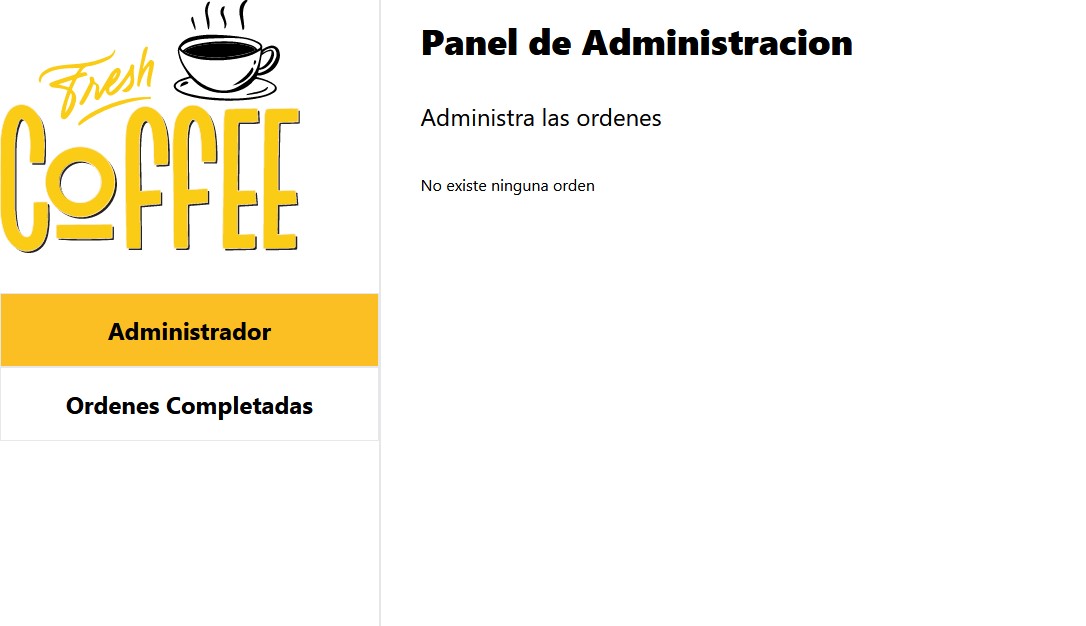 Fresh
COFFEE
Administrador
Ordenes Completadas
Panel de Administracion
Administra las ordenes
No existe ninguna orden